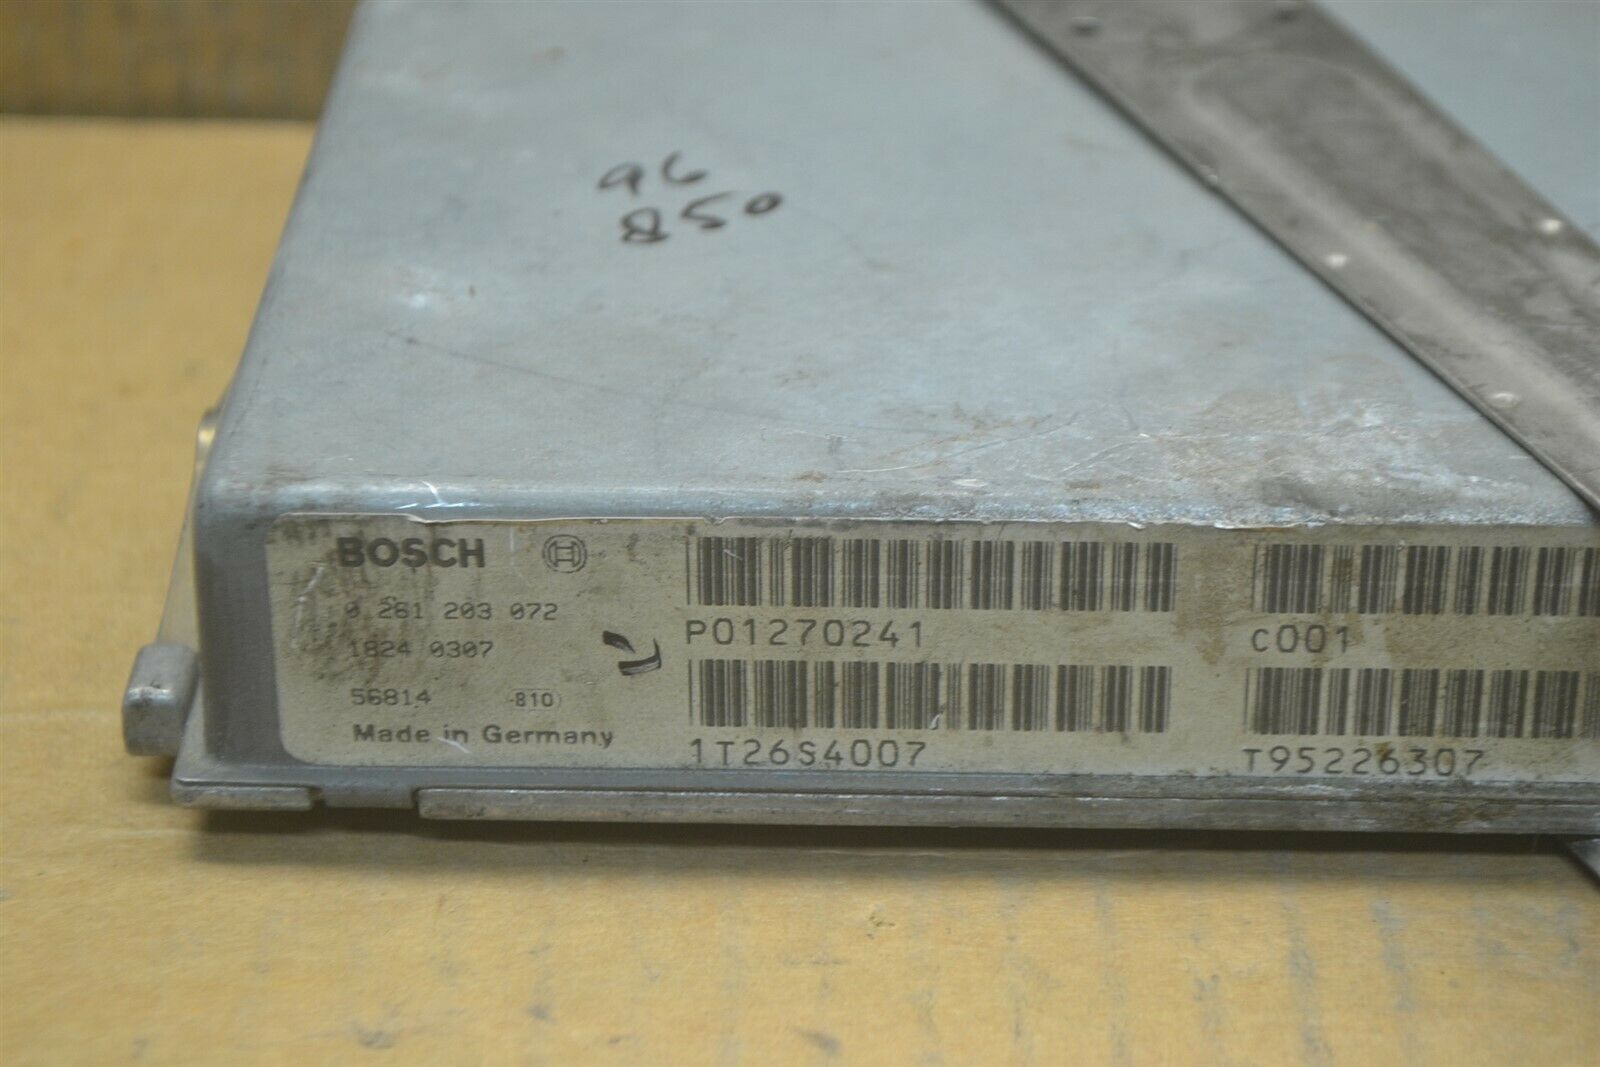 96
850
BOSCH
0 261 203 072
1824 0307
56814 810)
Made in Germany
P01270241
1T26S4007
C001
T95226307